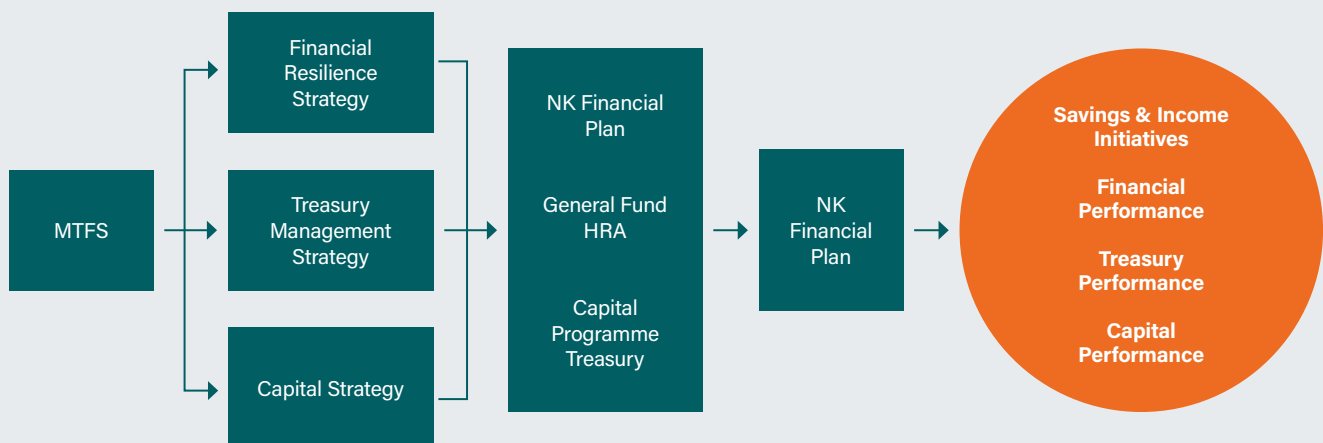 MTFS
Financial
Resilience
Strategy
Treasury
Management
Strategy
Capital Strategy
NK Financial
Plan
General Fund
HRA
Capital
Programme
Treasury
NK
Financial
Plan
Savings & Income
Initiatives
Financial
Performance
Treasury
Performance
Capital
Performance